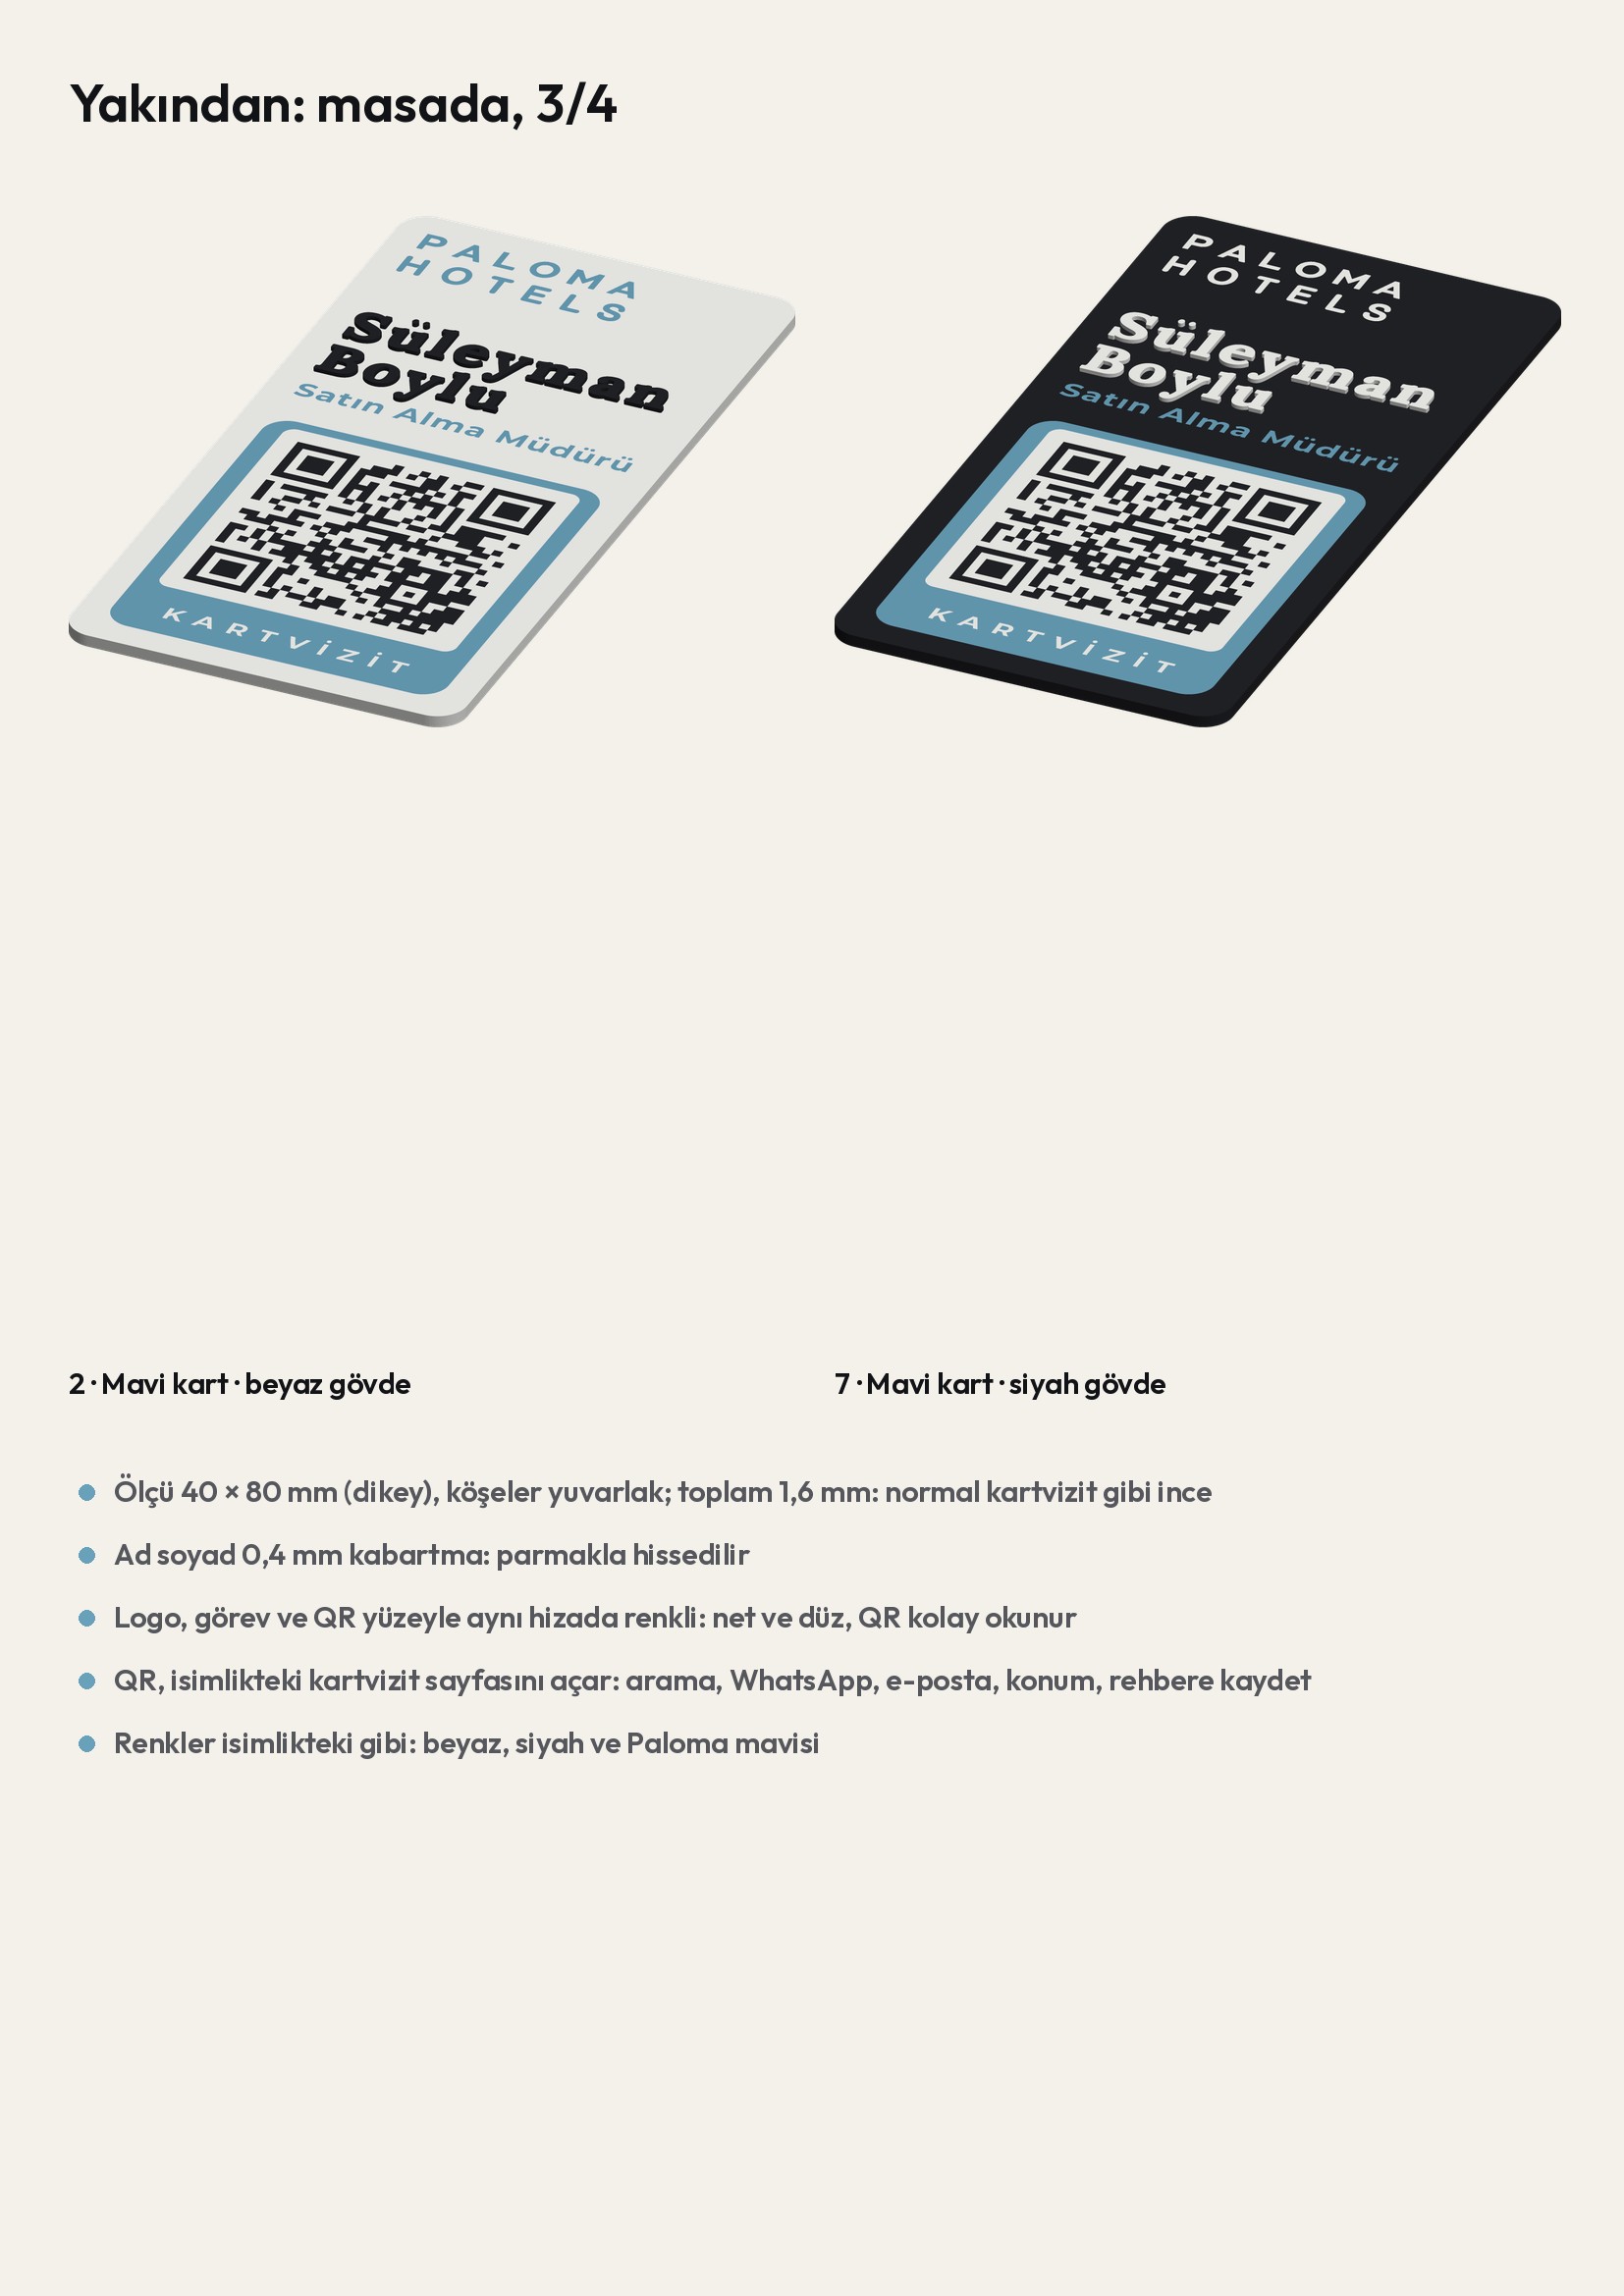 Yakından: masada, 3/4
PALOMA
HOTELS
Süleyman
Boylu
Satın Alma Müdürü
KARTVİZİT
PALOMA
HOTELS
Süleyman
Boylu
Satın Alma Müdürü
KARTVİZİT
2 · Mavi kart · beyaz gövde
7 · Mavi kart · siyah gövde
Ölçü 40 × 80 mm (dikey), köşeler yuvarlak; toplam 1,6 mm: normal kartvizit gibi ince
Ad soyad 0,4 mm kabartma: parmakla hissedilir
Logo, görev ve QR yüzeyle aynı hizada renkli: net ve düz, QR kolay okunur
QR, isimlikteki kartvizit sayfasını açar: arama, WhatsApp, e-posta, konum, rehbere kaydet
Renkler isimlikteki gibi: beyaz, siyah ve Paloma mavisi